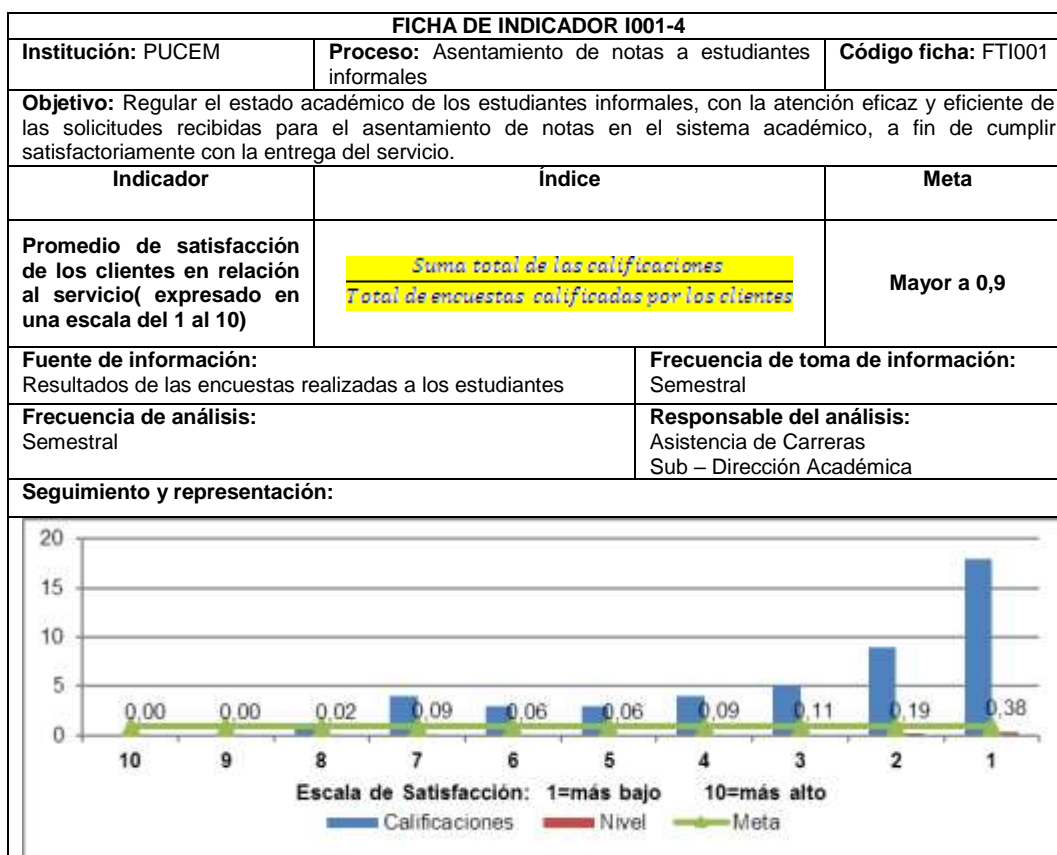 FICHA DE INDICADOR I001-4
Institución: PUCEM
Proceso: Asentamiento de notas a estudiantes
informales
Código ficha: FTI001
Objetivo: Regular el estado académico de los estudiantes informales, con la atención eficaz y eficiente de
las solicitudes recibidas para el asentamiento de notas en el sistema académico, a fin de cumplir
satisfactoriamente con la entrega del servicio.
Indicador
Índice
Meta
Promedio de satisfacción
de los clientes en relación
al servicio( expresado en
una escala del 1 al 10)
Suma total de las calificaciones
Total de encuestas calificadas por los clientes
Mayor a 0,9
Fuente de información:
Resultados de las encuestas realizadas a los estudiantes
Frecuencia de toma de información:
Semestral
Frecuencia de análisis:
Semestral
Responsable del análisis:
Asistencia de Carreras
Sub – Dirección Académica
Seguimiento y representación:
20
15
10
5
0
0,00 0,00 0,02 0,09 0,06 0,06 0,09 0,11 0,19 0,38
10 9 8 7 6 5 4 3 2 1
Escala de Satisfacción: 1=más bajo 10=más alto
Calificaciones Nivel Meta